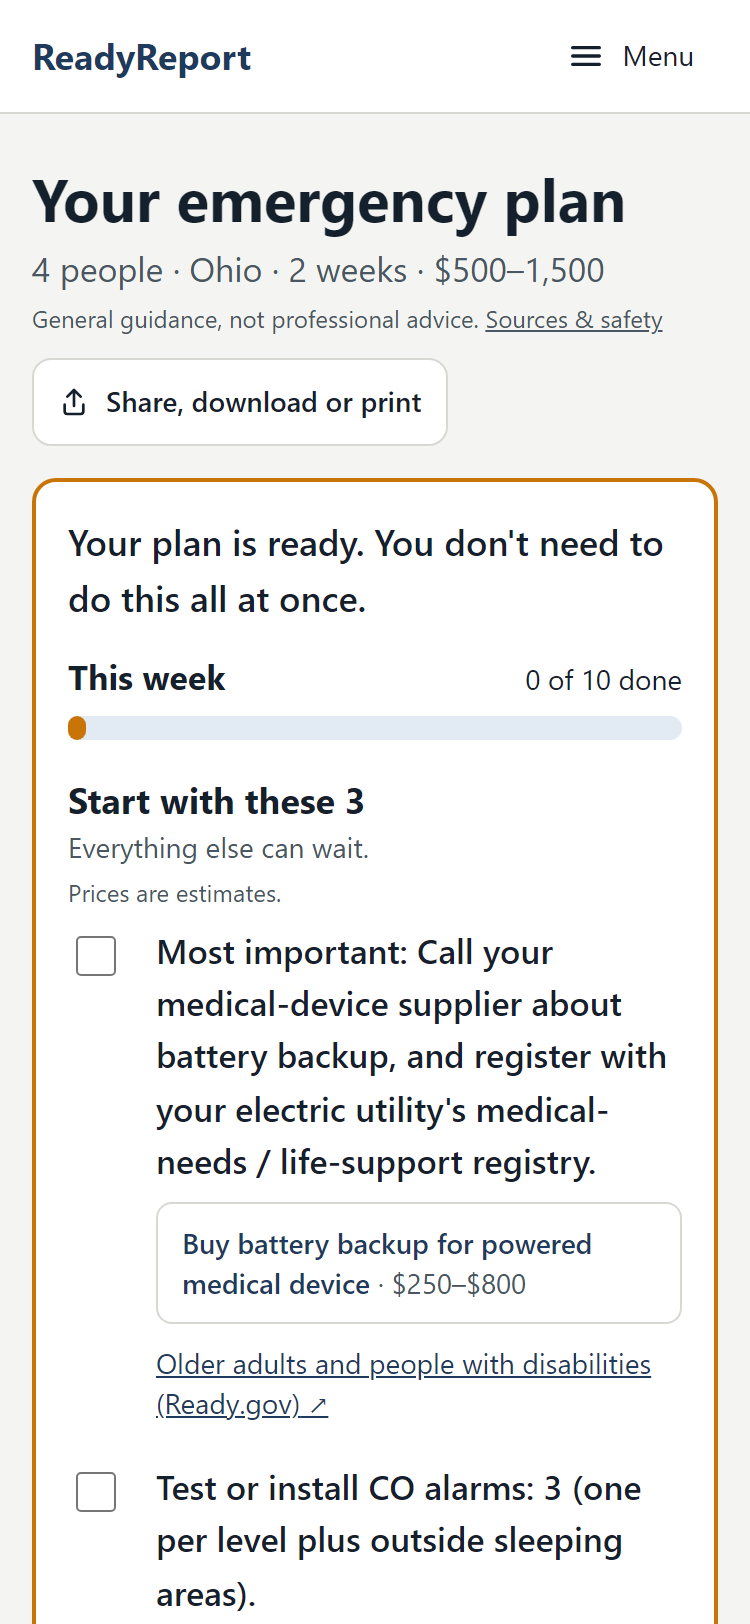 ReadyReport
Menu
Your emergency plan
4 people · Ohio · 2 weeks · $500–1,500
General guidance, not professional advice. Sources & safety
Share, download or print
Your plan is ready. You don't need to
do this all at once.
This week
0 of 10 done
Start with these 3
Everything else can wait.
Prices are estimates.
Most important: Call your
medical-device supplier about
battery backup, and register with
your electric utility's medical-
needs / life-support registry.
Buy battery backup for powered
medical device · $250–$800
Older adults and people with disabilities
(Ready.gov) ↗
Test or install CO alarms: 3 (one
per level plus outside sleeping
areas).